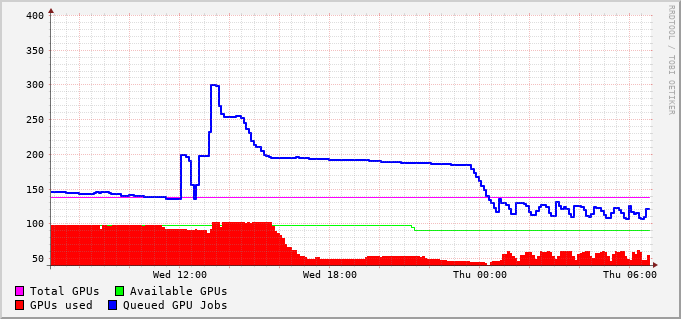 400
350
300
250
200
150
100
50
Wed 12:00 Wed 18:00 Thu 00:00 Thu 06:00
Total GPUs Available GPUs
GPUs used Queued GPU Jobs
RRDTOOL / TOBI OETIKER